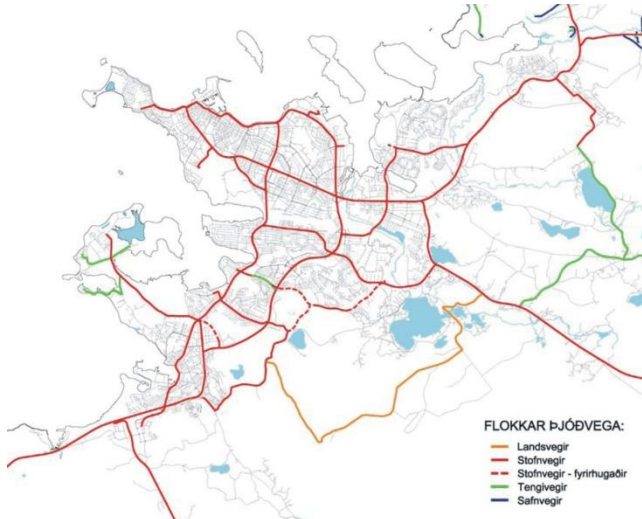 FLOKKAR ÞJÓÐVEGA:
Landsvegir
Stofnvegir
Stofnvegir - fyrirhugaðir
Tengivegir
Safnvegir